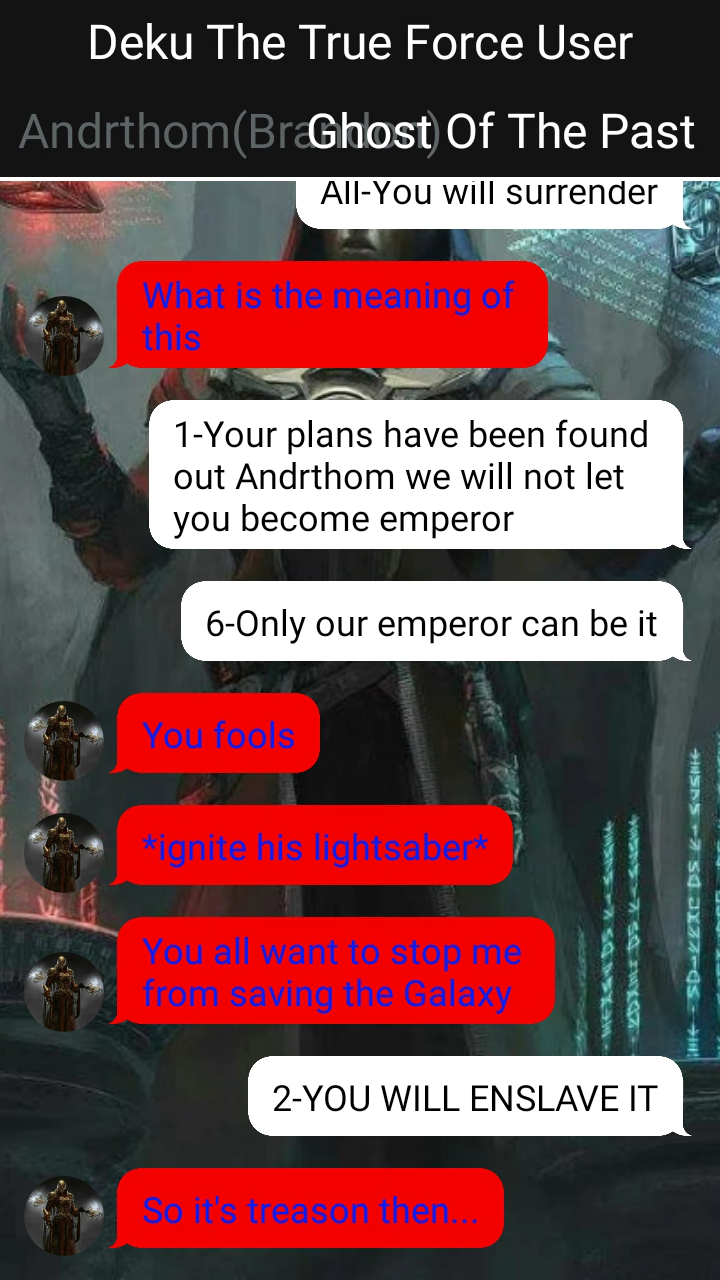 Deku The True Force User
Andrthom(Brandon) Ghost Of The Past
All-You will surrender
What is the meaning of
this
1-Your plans have been found
out Andrthom we will not let
you become emperor
6-Only our emperor can be it
You fools
*ignite his lightsaber*
You all want to stop me
from saving the Galaxy
2-YOU WILL ENSLAVE IT
So it's treason then...